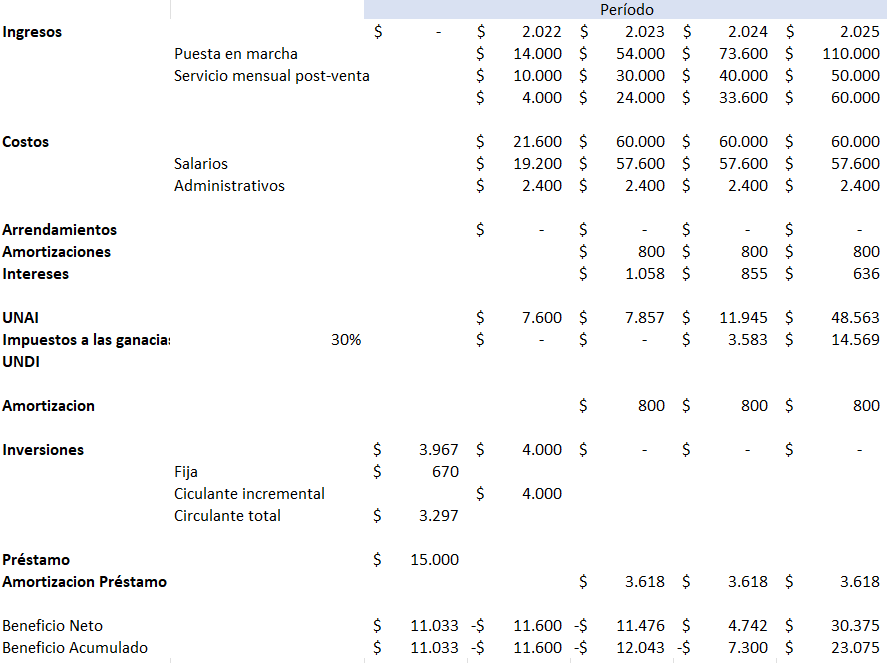 Período
Ingresos $ - $ 2.022 $ 2.023 $ 2.024 $ 2.025
Puesta en marcha $ 14.000 $ 54.000 $ 73.600 $ 110.000
Servicio mensual post-venta $ 10.000 $ 30.000 $ 40.000 $ 50.000
$ 4.000 $ 24.000 $ 33.600 $ 60.000
Costos $ 21.600 $ 60.000 $ 60.000 $ 60.000
Salarios $ 19.200 $ 57.600 $ 57.600 $ 57.600
Administrativos $ 2.400 $ 2.400 $ 2.400 $ 2.400
Arrendamientos $ - $ - $ - $ -
Amortizaciones $ 800 $ 800 $ 800
Intereses $ 1.058 $ 855 $ 636
UNAI $ 7.600 $ 7.857 $ 11.945 $ 48.563
Impuestos a las ganacias 30% $ - $ - $ 3.583 $ 14.569
UNDI
Amortizacion $ 800 $ 800 $ 800
Inversiones $ 3.967 $ 4.000 $ - $ - $ -
Fija $ 670
Ciculante incremental $ 4.000
Circulante total $ 3.297
Préstamo $ 15.000
Amortizacion Préstamo $ 3.618 $ 3.618 $ 3.618
Beneficio Neto $ 11.033 -$ 11.600 -$ 11.476 $ 4.742 $ 30.375
Beneficio Acumulado $ 11.033 -$ 11.600 -$ 12.043 -$ 7.300 $ 23.075